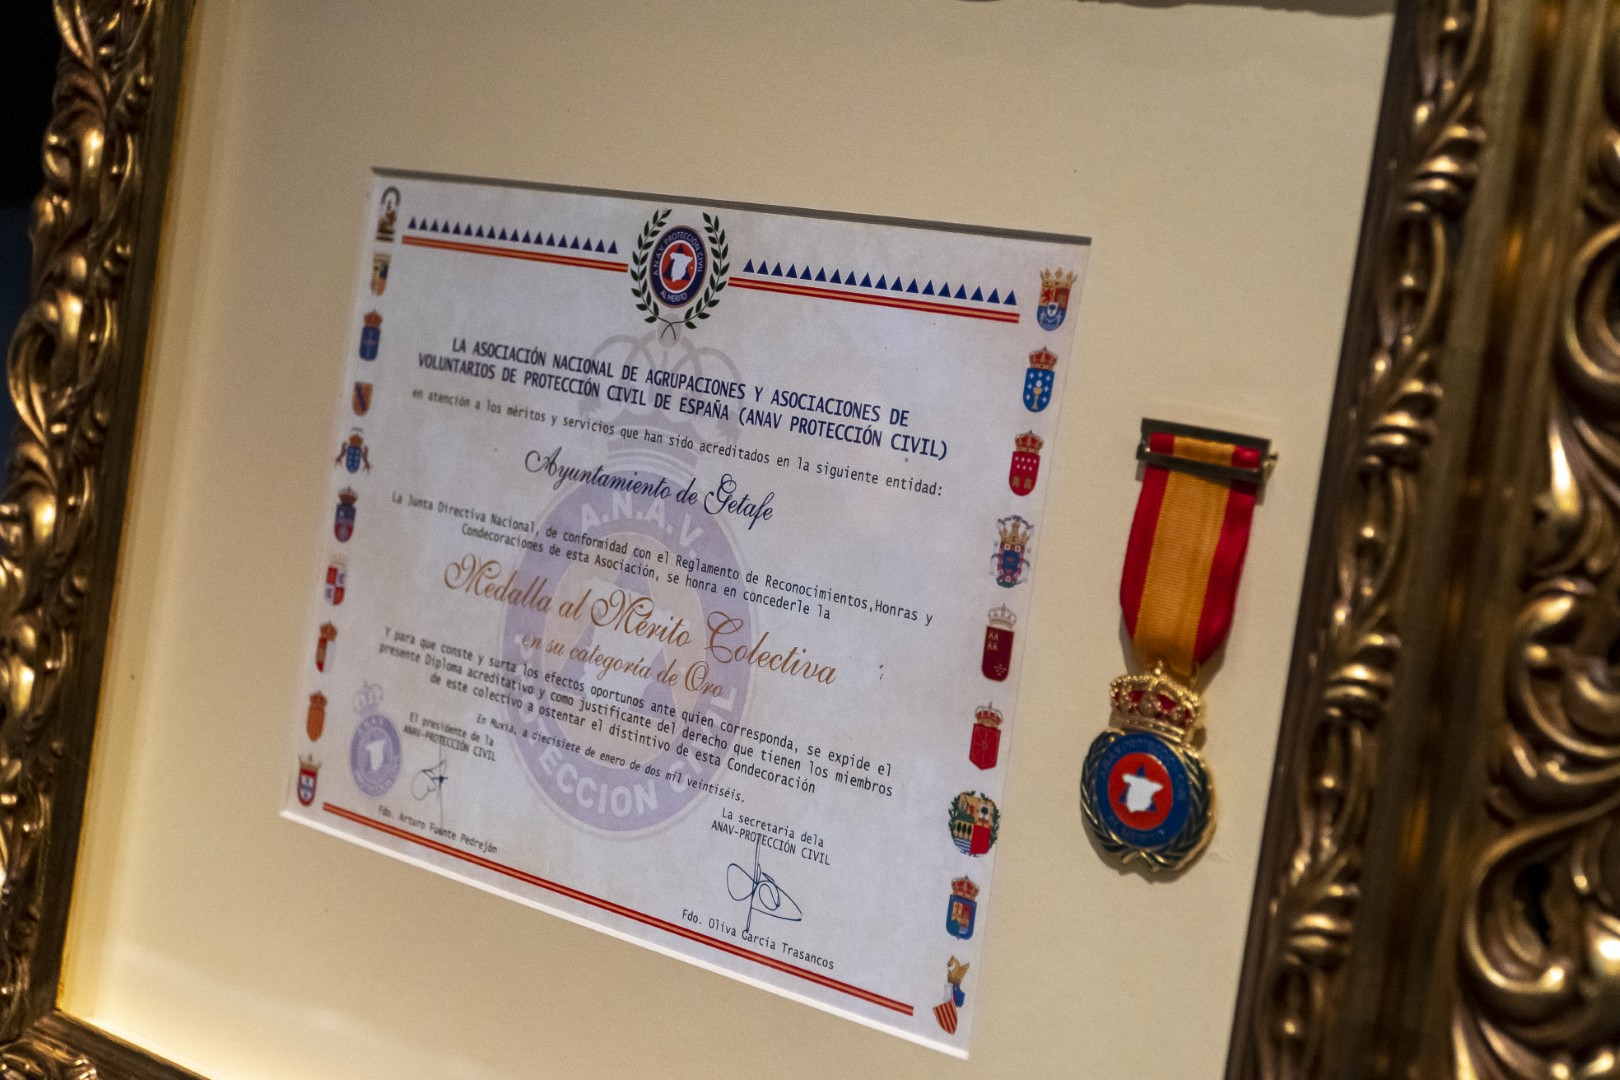 ANAV PROTECCIÓN CIVIL
AL MÉRITO
LA ASOCIACIÓN NACIONAL DE AGRUPACIONES Y ASOCIACIONES DE
VOLUNTARIOS DE PROTECCIÓN CIVIL DE ESPAÑA (ANAV PROTECCIÓN CIVIL)
en atención a los méritos y servicios que han sido acreditados en la siguiente entidad:
Ayuntamiento de Getafe
La Junta Directiva Nacional, de conformidad con el Reglamento de Reconocimientos,Honras y
Condecoraciones de esta Asociación, se honra en concederle la
Medalla al Mérito Colectiva
en su categoría de Oro
Y para que conste y surta los efectos oportunos ante quien corresponda, se expide el
presente Diploma acreditativo y como justificante del derecho que tienen los miembros
de este colectivo a ostentar el distintivo de esta Condecoración
En Muxia, a diecisiete de enero de dos mil veintiséis.
El presidente de la
ANAV-PROTECCIÓN CIVIL
Fdo. Arturo Fuente Pedrejón
La secretaria dela
ANAV-PROTECCIÓN CIVIL
Fdo. Oliva García Trasancos
A.N.A.V.